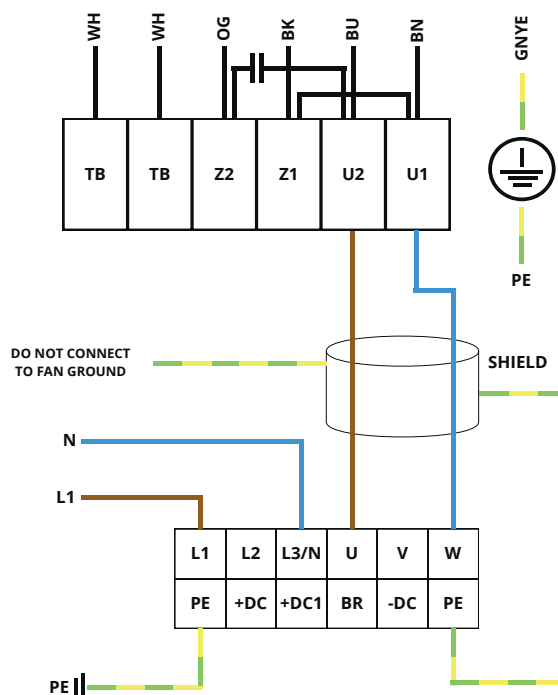 WH
WH
OG
BK
BU
BN
GNYE
TB
TB
Z2
Z1
U2
U1
PE
DO NOT CONNECT
TO FAN GROUND
SHIELD
N
L1
L1
L2
L3/N
U
V
W
PE
+DC
+DC1
BR
-DC
PE
PE